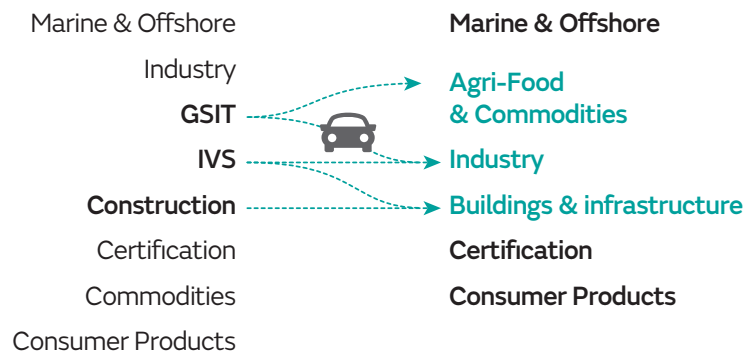 Marine & Offshore
Industry
GSIT
IVS
Construction
Certification
Commodities
Consumer Products
Marine & Offshore
Agri-Food
& Commodities
Industry
Buildings & infrastructure
Certification
Consumer Products